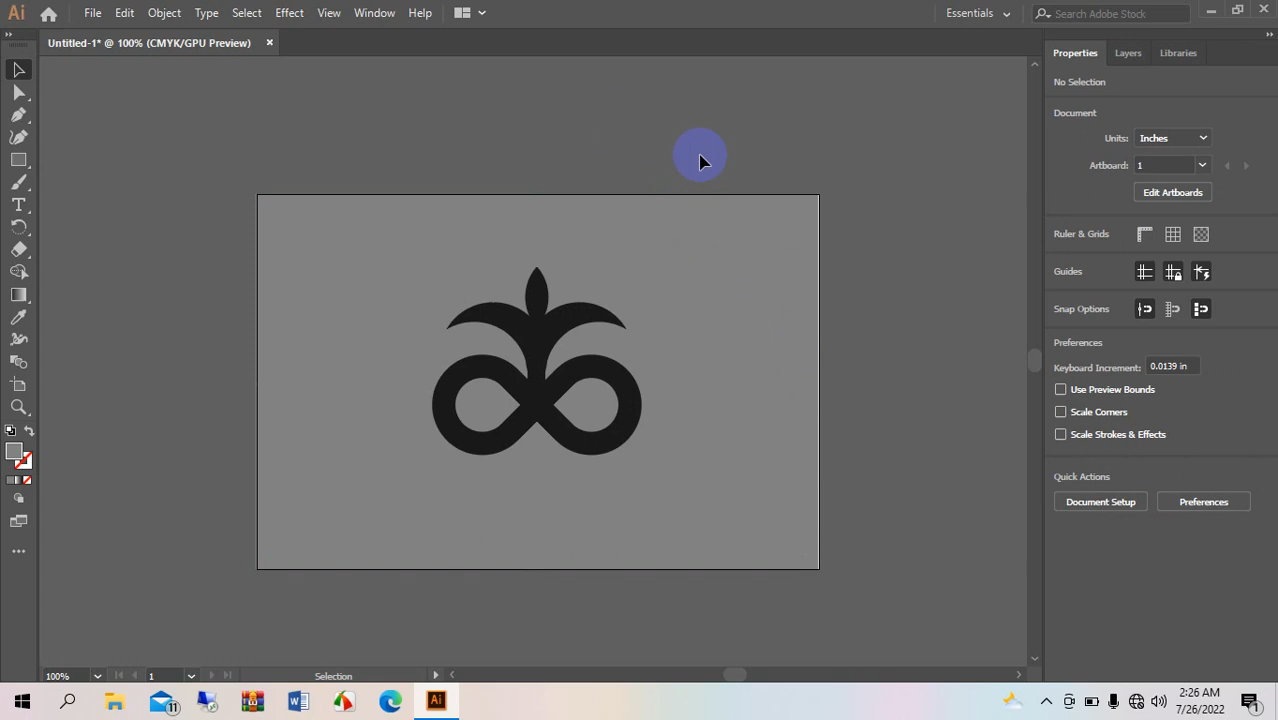 Ai File Edit Object Type Select Effect View Window Help Essentials Search Adobe Stock
Untitled-1* @ 100% (CMYK/GPU Preview)
Properties Layers Libraries
No Selection
Document
Units: Inches
Artboard: 1
Edit Artboards
Ruler & Grids
Guides
Snap Options
Preferences
Keyboard Increment: 0.0139 in
Use Preview Bounds
Scale Corners
Scale Strokes & Effects
Quick Actions
Document Setup Preferences
100% 1 Selection
11 W Ai
2:26 AM
7/26/2022
1